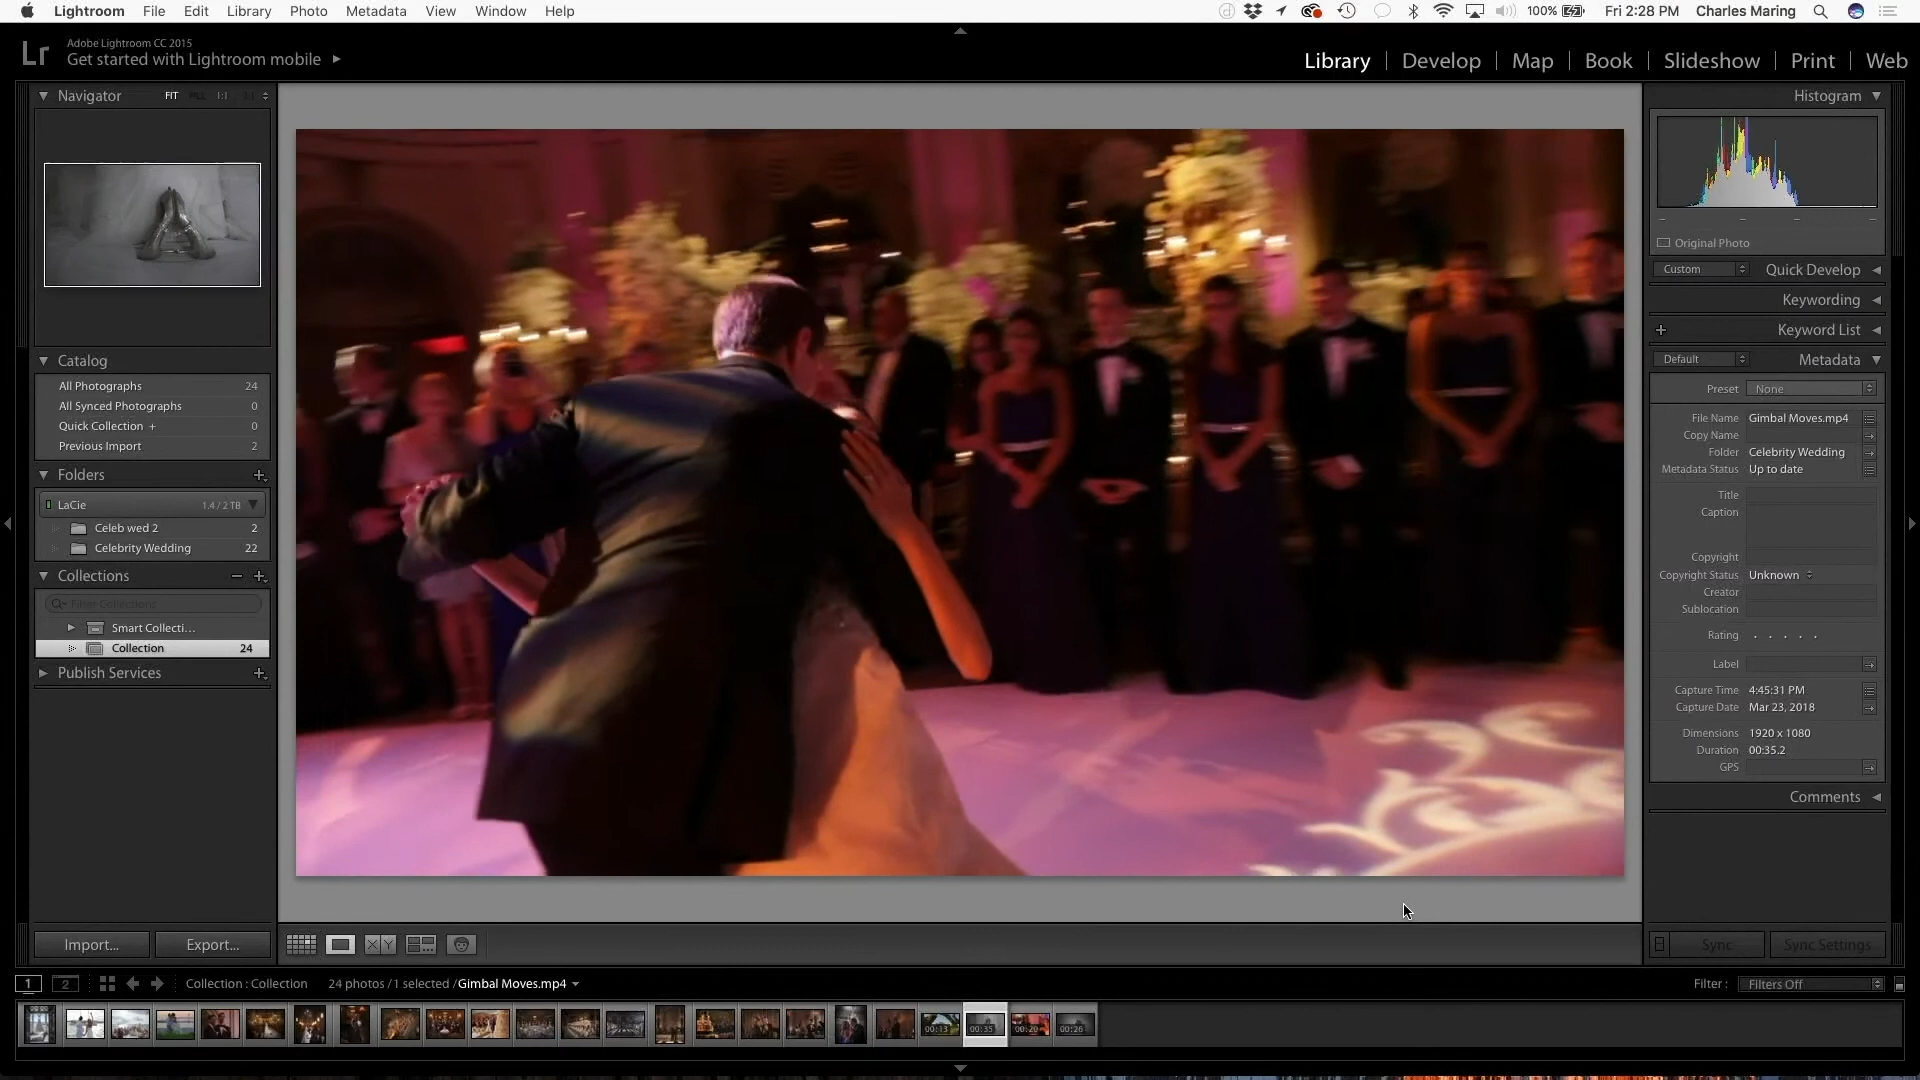 Lightroom File Edit Library Photo Metadata View Window Help 100% Fri 2:28 PM Charles Maring
Lr Adobe Lightroom CC 2015
Get started with Lightroom mobile
Library Develop Map Book Slideshow Print Web
Navigator FIT 1:1
Catalog
All Photographs 24
All Synced Photographs 0
Quick Collection + 0
Previous Import 2
Folders
LaCie 1.4 / 2 TB
Celeb wed 2 2
Celebrity Wedding 22
Collections
Filter Collections
Smart Collecti...
Collection 24
Publish Services
Import... Export...
Histogram
Original Photo
Custom Quick Develop
Keywording
Keyword List
Default Metadata
Preset None
File Name Gimbal Moves.mp4
Copy Name
Folder Celebrity Wedding
Metadata Status Up to date
Title
Caption
Copyright
Copyright Status Unknown
Creator
Sublocation
Rating . . . . .
Label
Capture Time 4:45:31 PM
Capture Date Mar 23, 2018
Dimensions 1920 x 1080
Duration 00:35.2
GPS
Comments
Sync Sync Settings
X Y
1 2 Collection : Collection 24 photos / 1 selected / Gimbal Moves.mp4 Filter : Filters Off
00:13 00:35 00:20 00:26